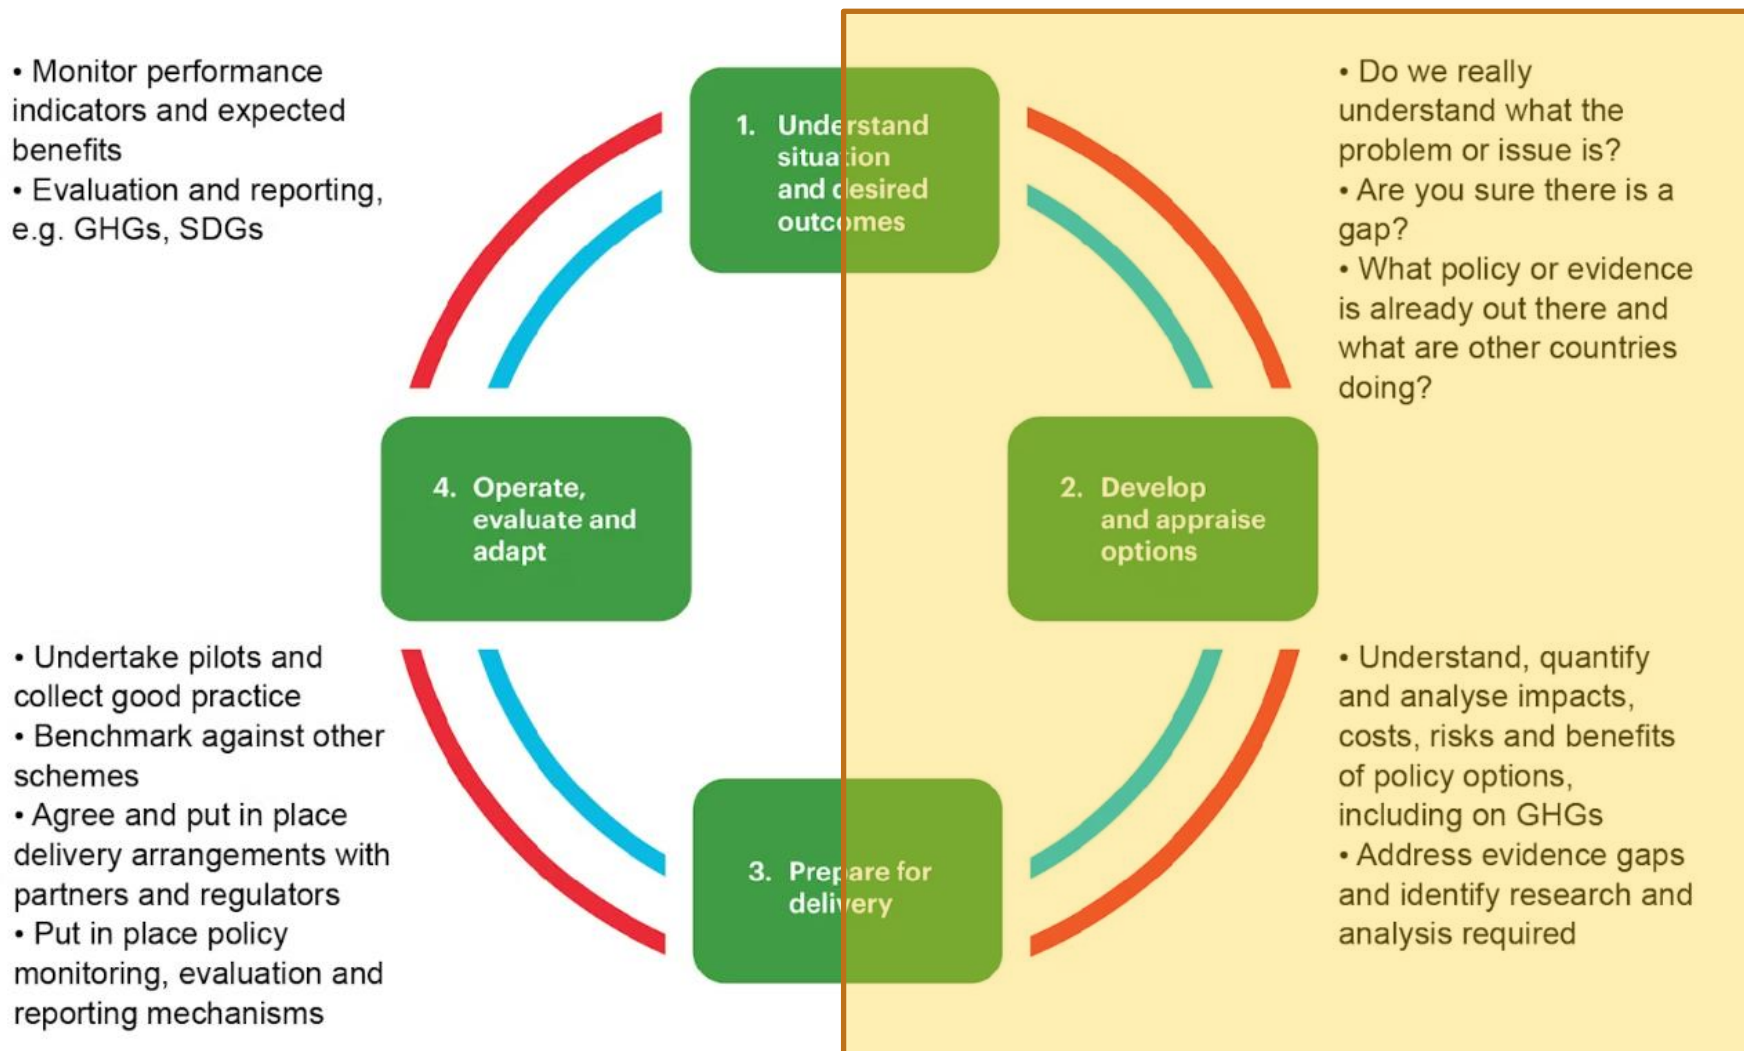 • Monitor performance
indicators and expected
benefits
• Evaluation and reporting,
e.g. GHGs, SDGs
1. Understand
situation
and desired
outcomes
• Do we really
understand what the
problem or issue is?
• Are you sure there is a
gap?
• What policy or evidence
is already out there and
what are other countries
doing?
4. Operate,
evaluate and
adapt
2. Develop
and appraise
options
• Undertake pilots and
collect good practice
• Benchmark against other
schemes
• Agree and put in place
delivery arrangements with
partners and regulators
• Put in place policy
monitoring, evaluation and
reporting mechanisms
3. Prepare for
delivery
• Understand, quantify
and analyse impacts,
costs, risks and benefits
of policy options,
including on GHGs
• Address evidence gaps
and identify research and
analysis required